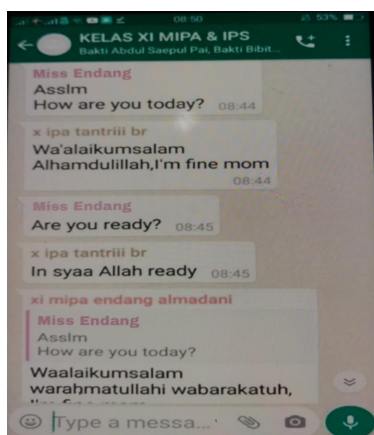 08:50
53%
KELAS XI MIPA & IPS
Bakti Abdul Saepul Pai, Bakti Bibit...
Miss Endang
Asslm
How are you today? 08:44
x ipa tantriii br
Wa'alaikumsalam
Alhamdulillah,I'm fine mom
08:44
Miss Endang
Are you ready? 08:45
x ipa tantriii br
In syaa Allah ready 08:45
xi mipa endang almadani
Miss Endang
Asslm
How are you today?
Waalaikumsalam
warahmatullahi wabarakatuh,
I'm fine mom
Type a messa...